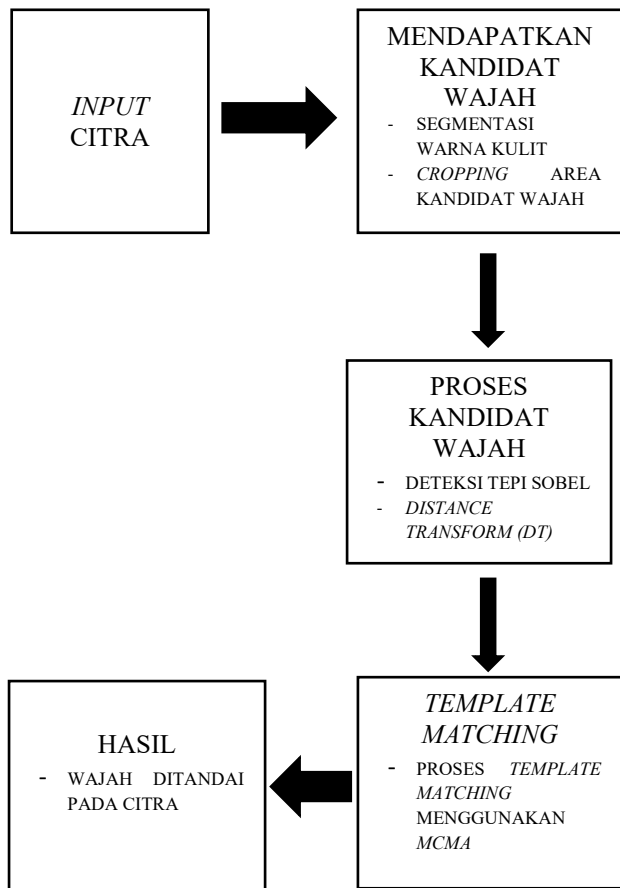 INPUT
CITRA
MENDAPATKAN
KANDIDAT
WAJAH
- SEGMENTASI
WARNA KULIT
- CROPPING AREA
KANDIDAT WAJAH
PROSES
KANDIDAT
WAJAH
- DETEKSI TEPI SOBEL
- DISTANCE
TRANSFORM (DT)
TEMPLATE
MATCHING
- PROSES TEMPLATE
MATCHING
MENGGUNAKAN
MCMA
HASIL
- WAJAH DITANDAI
PADA CITRA